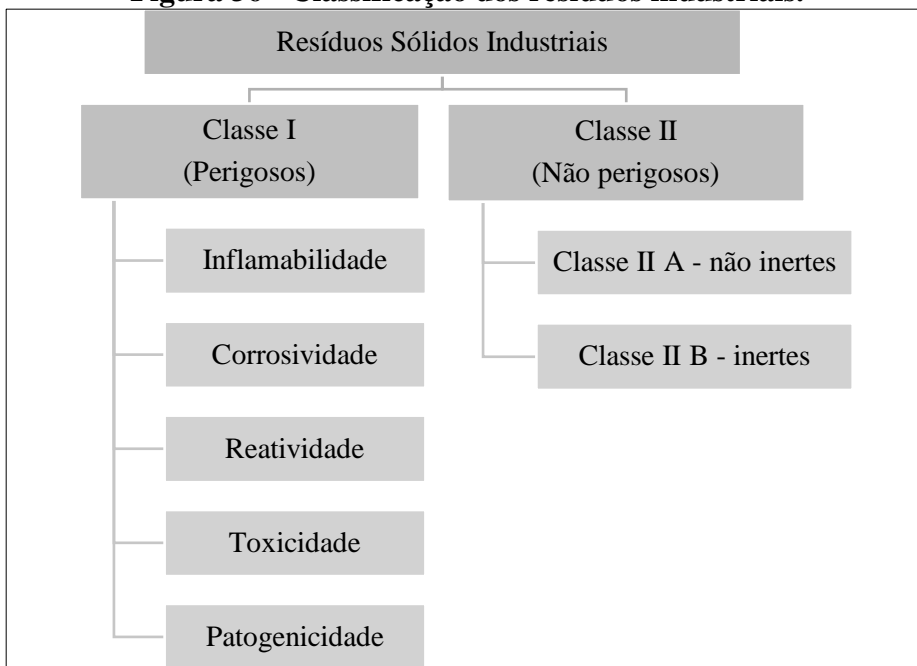 Resíduos Sólidos Industriais
Classe I
(Perigosos)
Inflamabilidade
Corrosividade
Reatividade
Toxicidade
Patogenicidade
Classe II
(Não perigosos)
Classe II A - não inertes
Classe II B - inertes